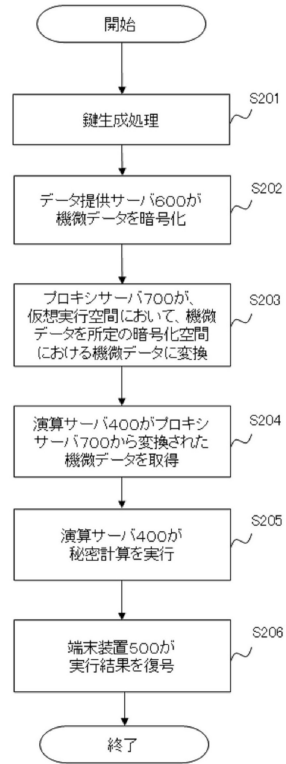 開始
S201
鍵生成処理
S202
データ提供サーバ600が
機微データを暗号化
S203
プロキシサーバ700が、
仮想実行空間において、機微
データを所定の暗号化空間
における機微データに変換
S204
演算サーバ400がプロキシ
サーバ700から変換された
機微データを取得
S205
演算サーバ400が
秘密計算を実行
S206
端末装置500が
実行結果を復号
終了